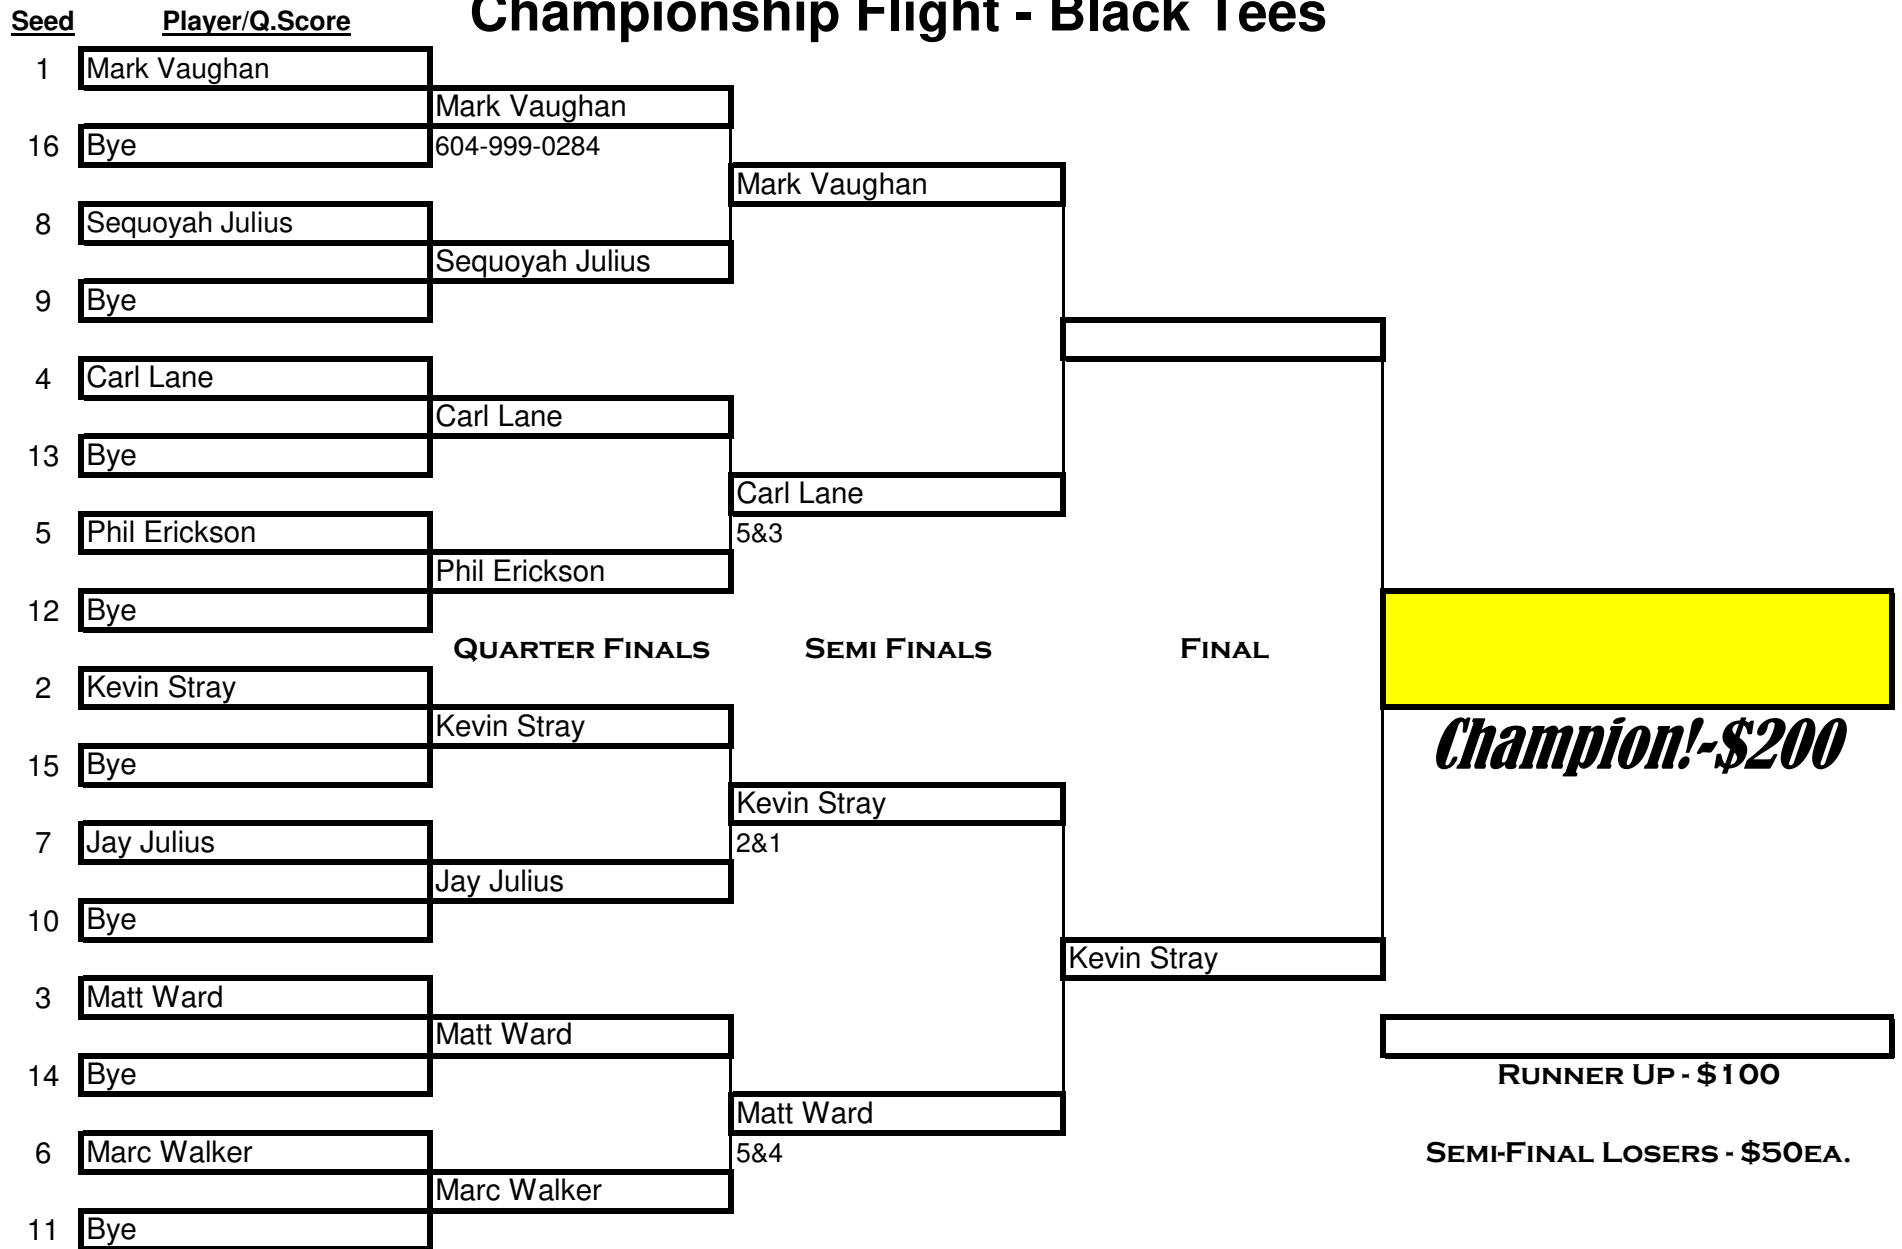 Championship Flight - Black Tees
Seed Player/Q.Score
1 Mark Vaughan
Mark Vaughan
16 Bye 604-999-0284
Mark Vaughan
8 Sequoyah Julius
Sequoyah Julius
9 Bye
4 Carl Lane
Carl Lane
13 Bye
Carl Lane
5 Phil Erickson 5&3
Phil Erickson
12 Bye
QUARTER FINALS SEMI FINALS FINAL
2 Kevin Stray
Kevin Stray
Champion!-$200
15 Bye
Kevin Stray
7 Jay Julius 2&1
Jay Julius
10 Bye
Kevin Stray
3 Matt Ward
Matt Ward
14 Bye RUNNER UP - $100
Matt Ward
6 Marc Walker 5&4 SEMI-FINAL LOSERS - $50EA.
Marc Walker
11 Bye